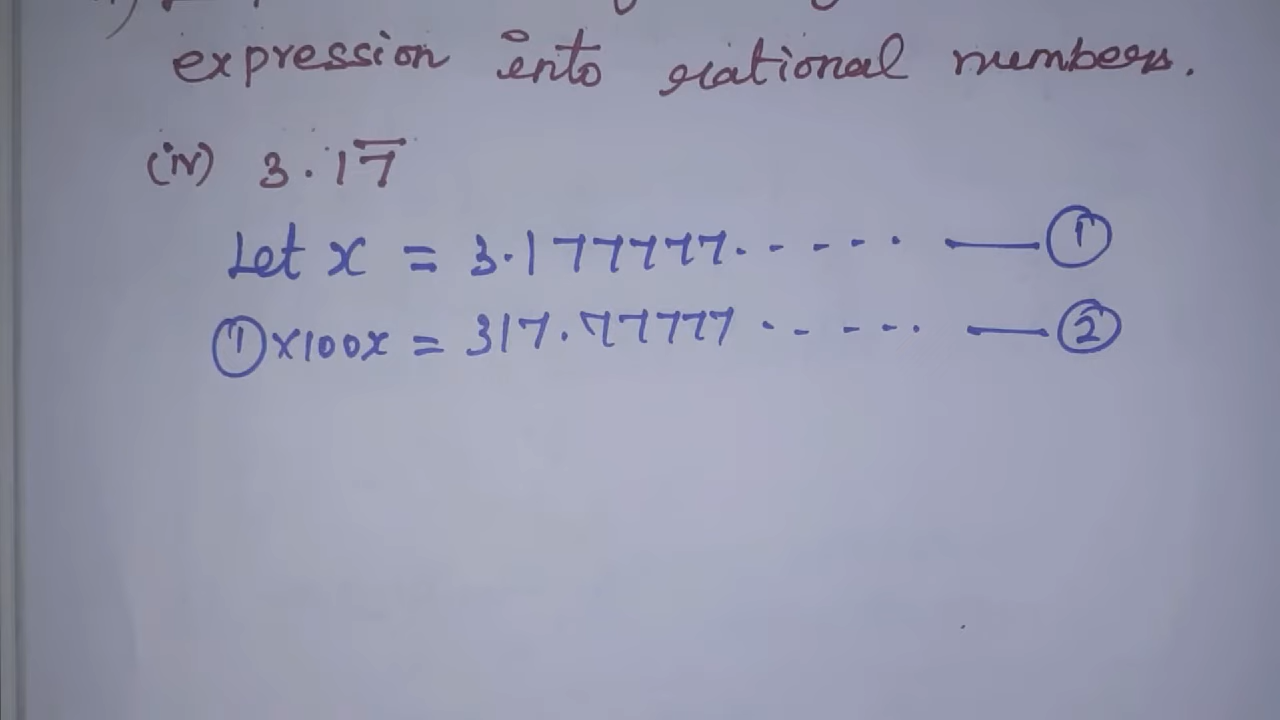 expression into rational numbers.
(iv) 3.17̅
Let x = 3.177777. - - - - · —— ①
① × 100x = 317.77777 · - - - - · —— ②